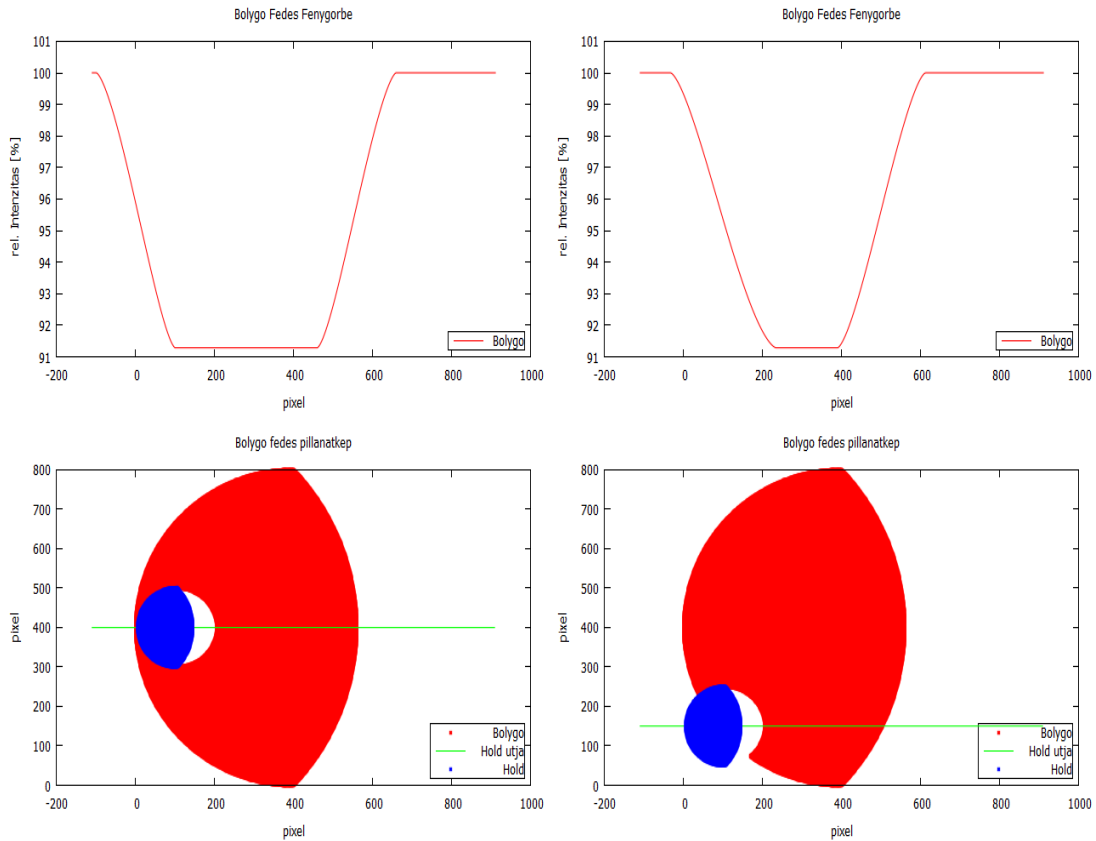 Bolygo Fedes Fenygorbe
101
100
99
98
97
96
95
94
93
92
91
rel. Intenzitas [%]
Bolygo
-200 0 200 400 600 800 1000
pixel
Bolygo Fedes Fenygorbe
101
100
99
98
97
96
95
94
93
92
91
rel. Intenzitas [%]
Bolygo
-200 0 200 400 600 800 1000
pixel
Bolygo fedes pillanatkep
800
700
600
500
400
300
200
100
0
pixel
Bolygo
Hold utja
Hold
-200 0 200 400 600 800 1000
pixel
Bolygo fedes pillanatkep
800
700
600
500
400
300
200
100
0
pixel
Bolygo
Hold utja
Hold
-200 0 200 400 600 800 1000
pixel